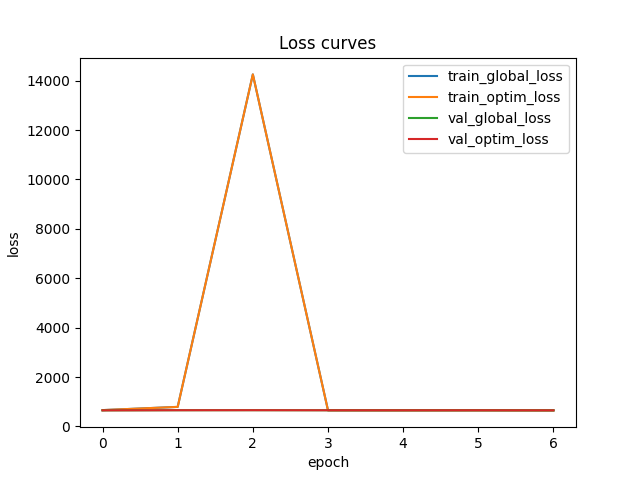 Loss curves
train_global_loss
train_optim_loss
val_global_loss
val_optim_loss
14000
12000
10000
8000
6000
4000
2000
0
loss
0 1 2 3 4 5 6
epoch